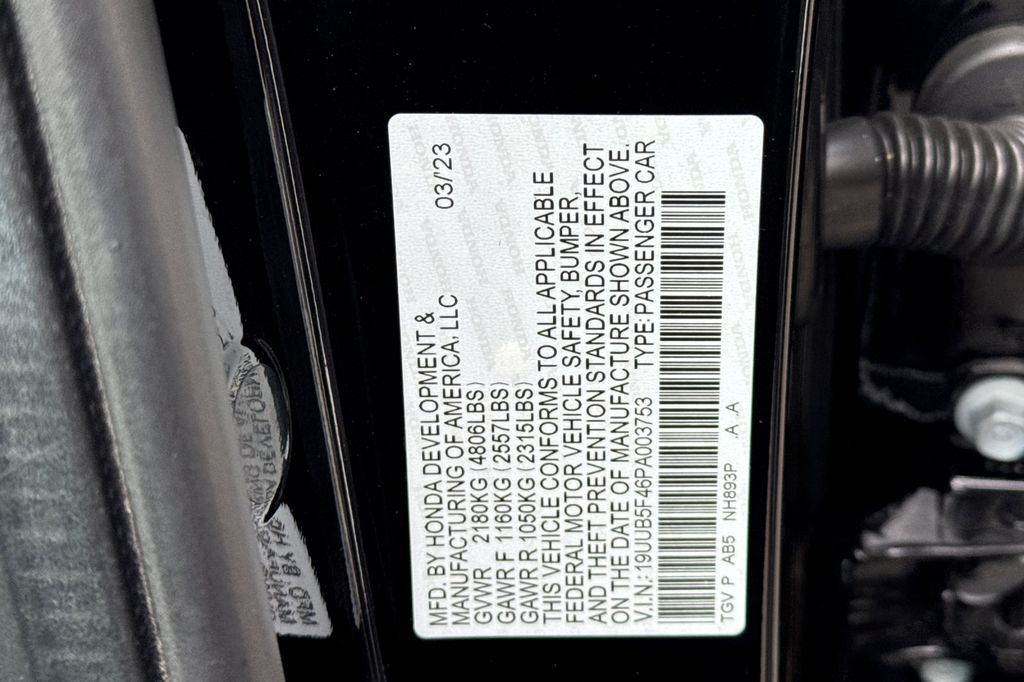 MFD. BY HONDA DEVELOPMENT &
MANUFACTURING OF AMERICA, LLC 03/'23
GVWR 2180KG (4806LBS)
GAWR F 1160KG (2557LBS)
GAWR R 1050KG (2315LBS)
THIS VEHICLE CONFORMS TO ALL APPLICABLE
FEDERAL MOTOR VEHICLE SAFETY, BUMPER,
AND THEFT PREVENTION STANDARDS IN EFFECT
ON THE DATE OF MANUFACTURE SHOWN ABOVE.
V.I.N.: 19UUB5F46PA003753 TYPE: PASSENGER CAR
TGV P AB5 NH893P .A .A